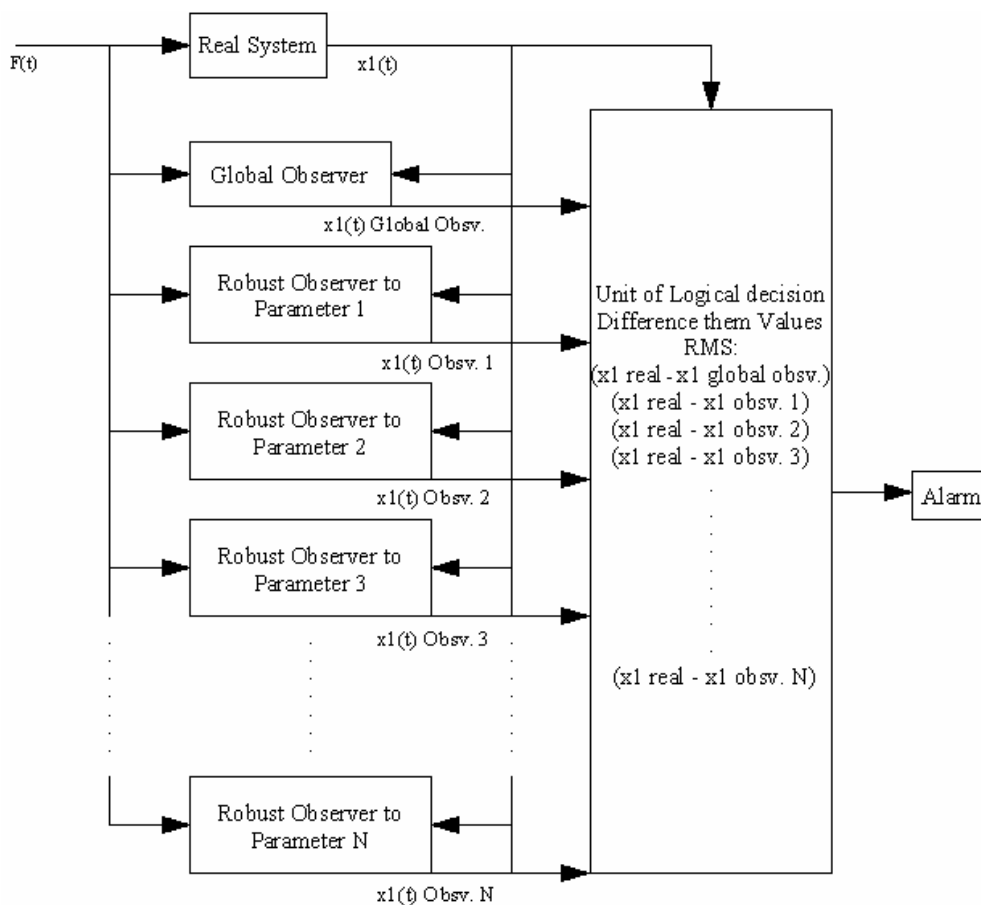 F(t)
Real System
x1(t)
Global Observer
x1(t) Global Obsv.
Robust Observer to
Parameter 1
x1(t) Obsv. 1
Robust Observer to
Parameter 2
x1(t) Obsv. 2
Robust Observer to
Parameter 3
x1(t) Obsv. 3
Robust Observer to
Parameter N
x1(t) Obsv. N
Unit of Logical decision
Difference them Values
RMS:
(x1 real -x1 global obsv.)
(x1 real - x1 obsv. 1)
(x1 real - x1 obsv. 2)
(x1 real - x1 obsv. 3)
(x1 real - x1 obsv. N)
Alarm